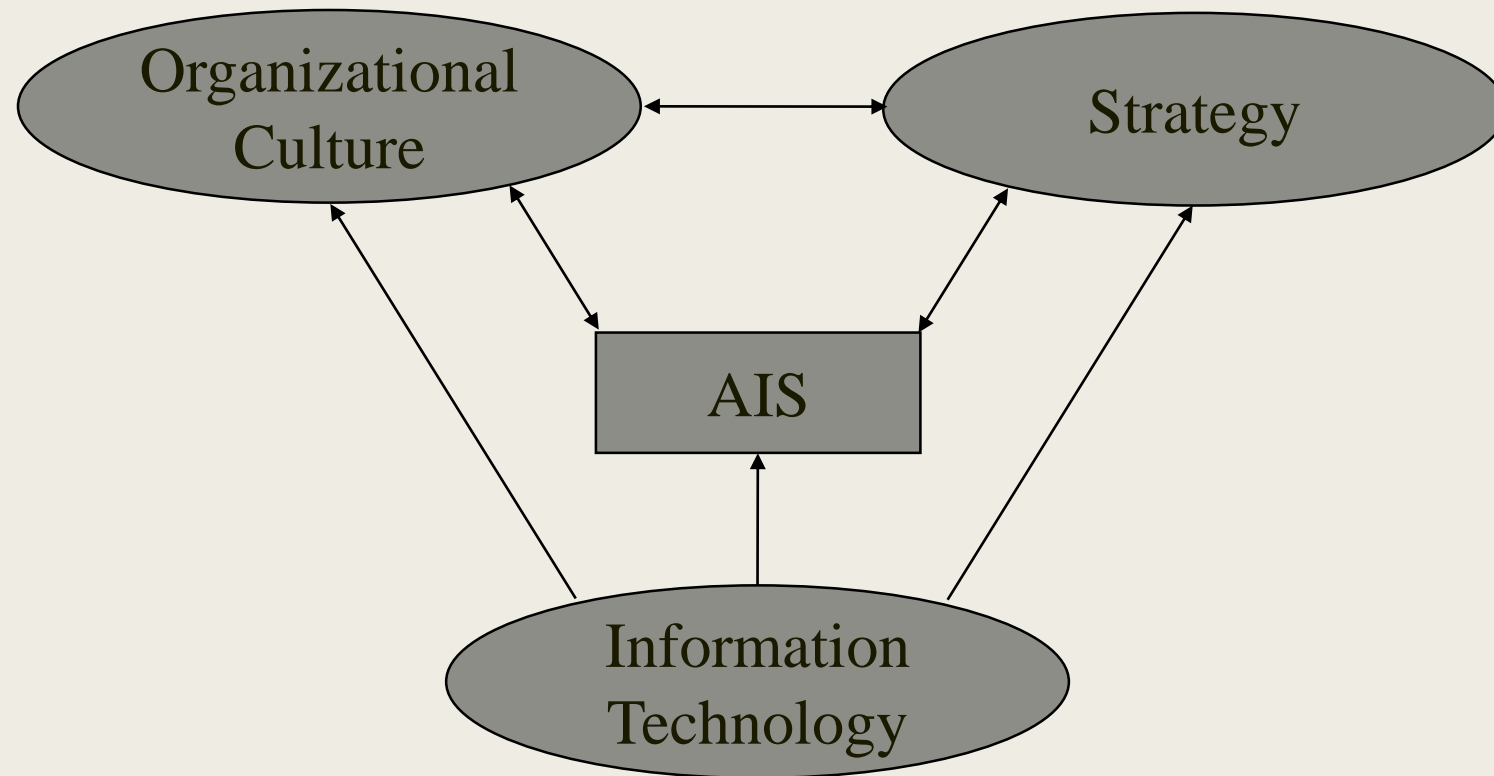 Organizational
Culture
Strategy
AIS
Information
Technology